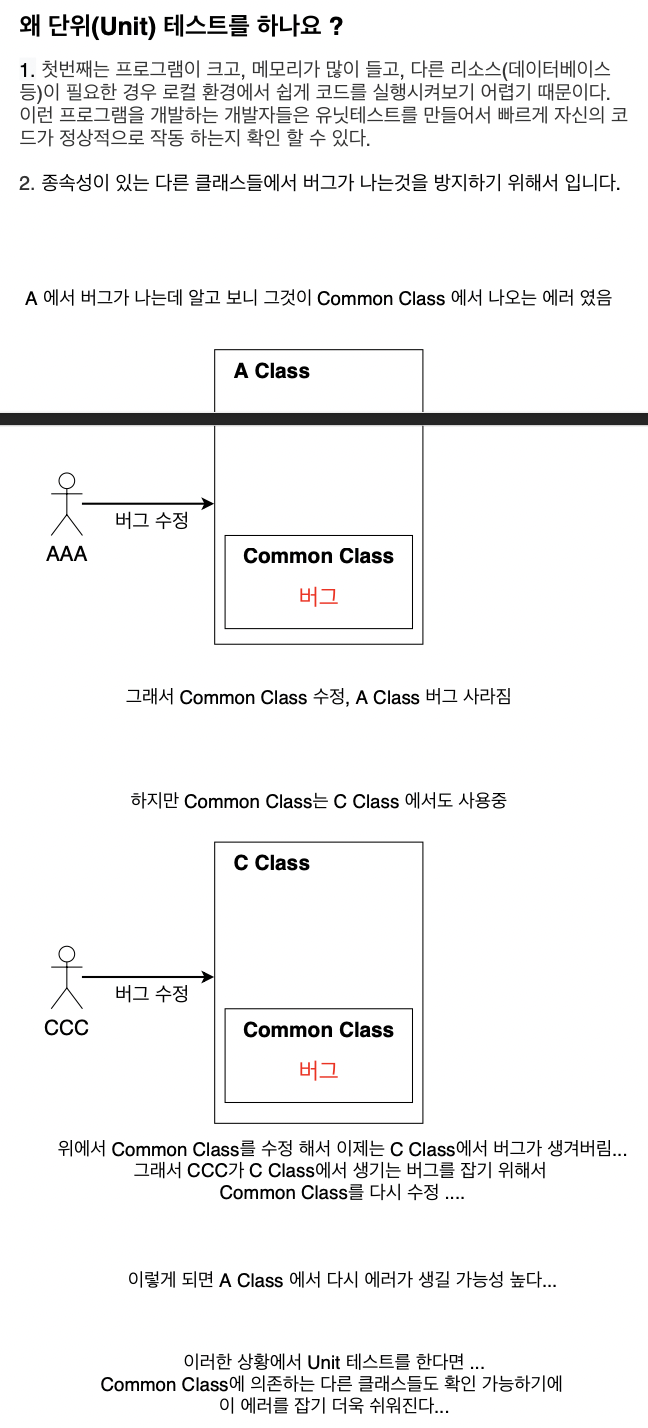 왜 단위(Unit) 테스트를 하나요 ?
1. 첫번째는 프로그램이 크고, 메모리가 많이 들고, 다른 리소스(데이터베이스
등)이 필요한 경우 로컬 환경에서 쉽게 코드를 실행시켜보기 어렵기 때문이다.
이런 프로그램을 개발하는 개발자들은 유닛테스트를 만들어서 빠르게 자신의 코
드가 정상적으로 작동 하는지 확인 할 수 있다.
2. 종속성이 있는 다른 클래스들에서 버그가 나는것을 방지하기 위해서 입니다.
A 에서 버그가 나는데 알고 보니 그것이 Common Class 에서 나오는 에러 였음
A Class
버그 수정
AAA
Common Class
버그
그래서 Common Class 수정, A Class 버그 사라짐
하지만 Common Class는 C Class 에서도 사용중
C Class
버그 수정
CCC
Common Class
버그
위에서 Common Class를 수정 해서 이제는 C Class에서 버그가 생겨버림...
그래서 CCC가 C Class에서 생기는 버그를 잡기 위해서
Common Class를 다시 수정 ....
이렇게 되면 A Class 에서 다시 에러가 생길 가능성 높다...
이러한 상황에서 Unit 테스트를 한다면 ...
Common Class에 의존하는 다른 클래스들도 확인 가능하기에
이 에러를 잡기 더욱 쉬워진다...